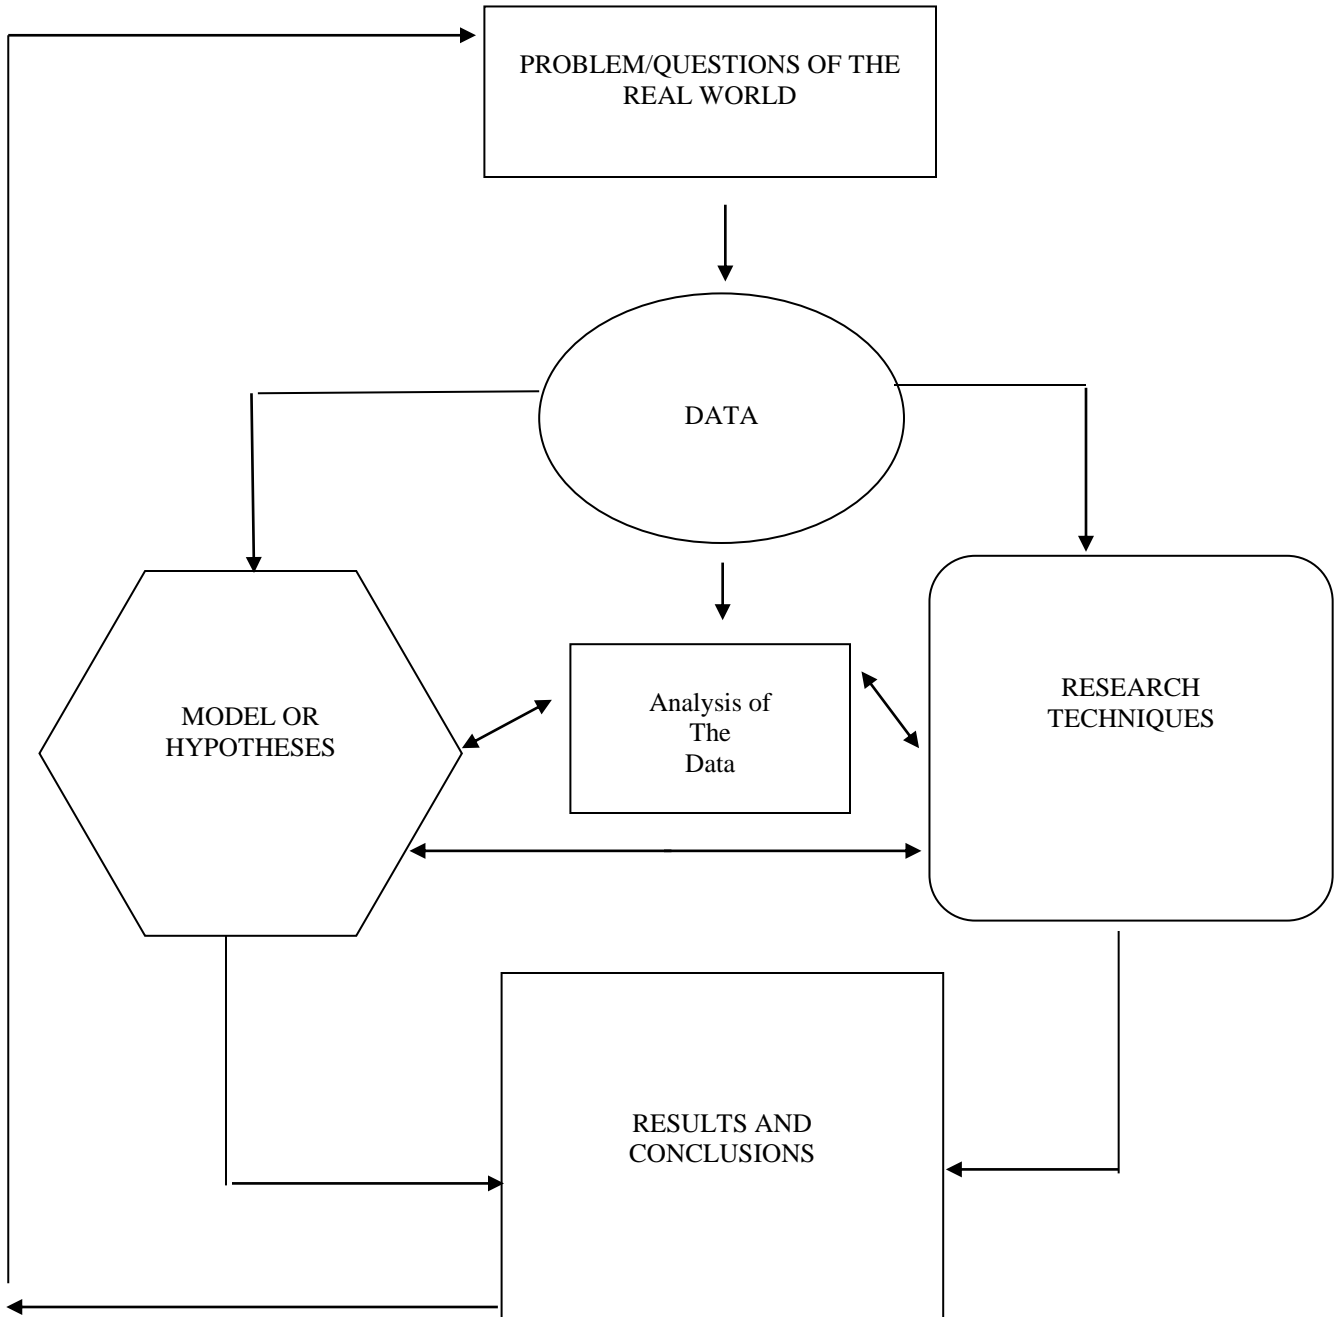 PROBLEM/QUESTIONS OF THE
REAL WORLD
DATA
MODEL OR
HYPOTHESES
Analysis of
The
Data
RESEARCH
TECHNIQUES
RESULTS AND
CONCLUSIONS